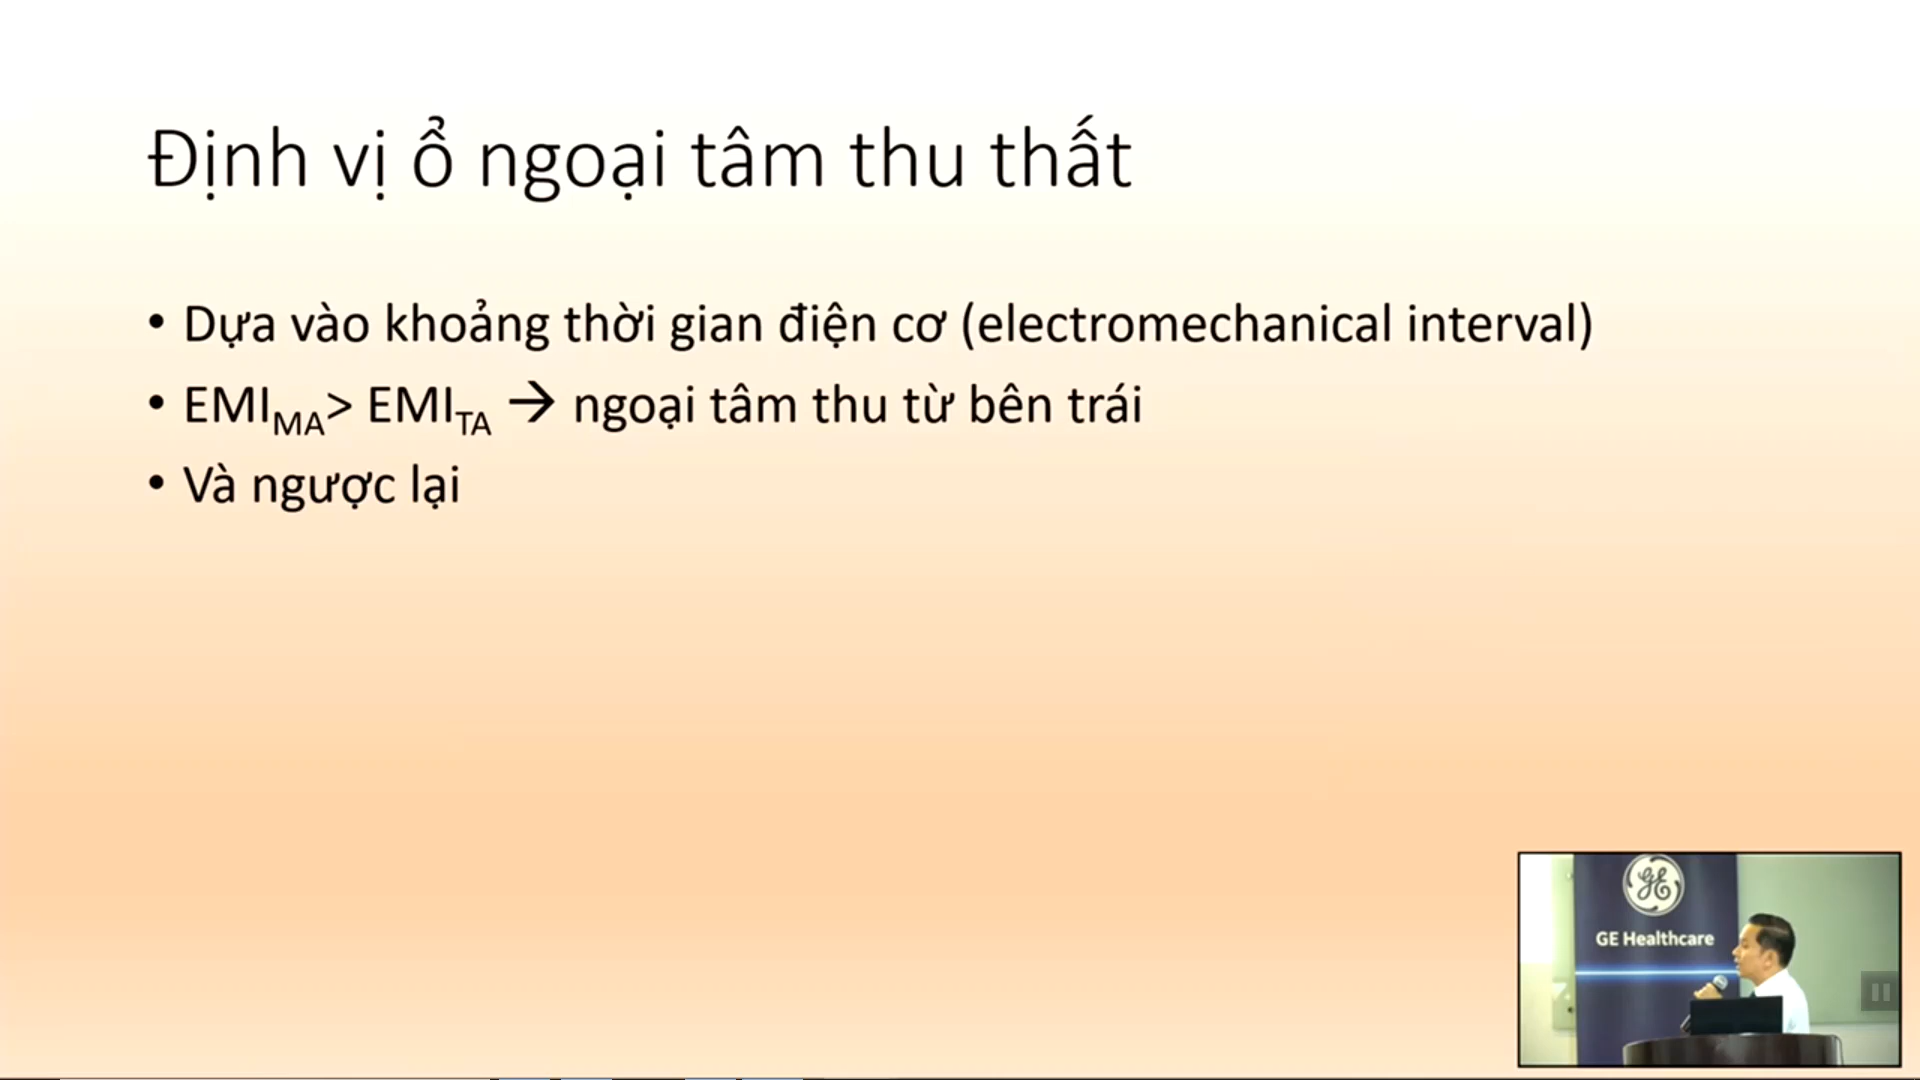 Định vị ổ ngoại tâm thu thất
• Dựa vào khoảng thời gian điện cơ (electromechanical interval)
• EMI_MA> EMI_TA → ngoại tâm thu từ bên trái
• Và ngược lại
GE
GE Healthcare